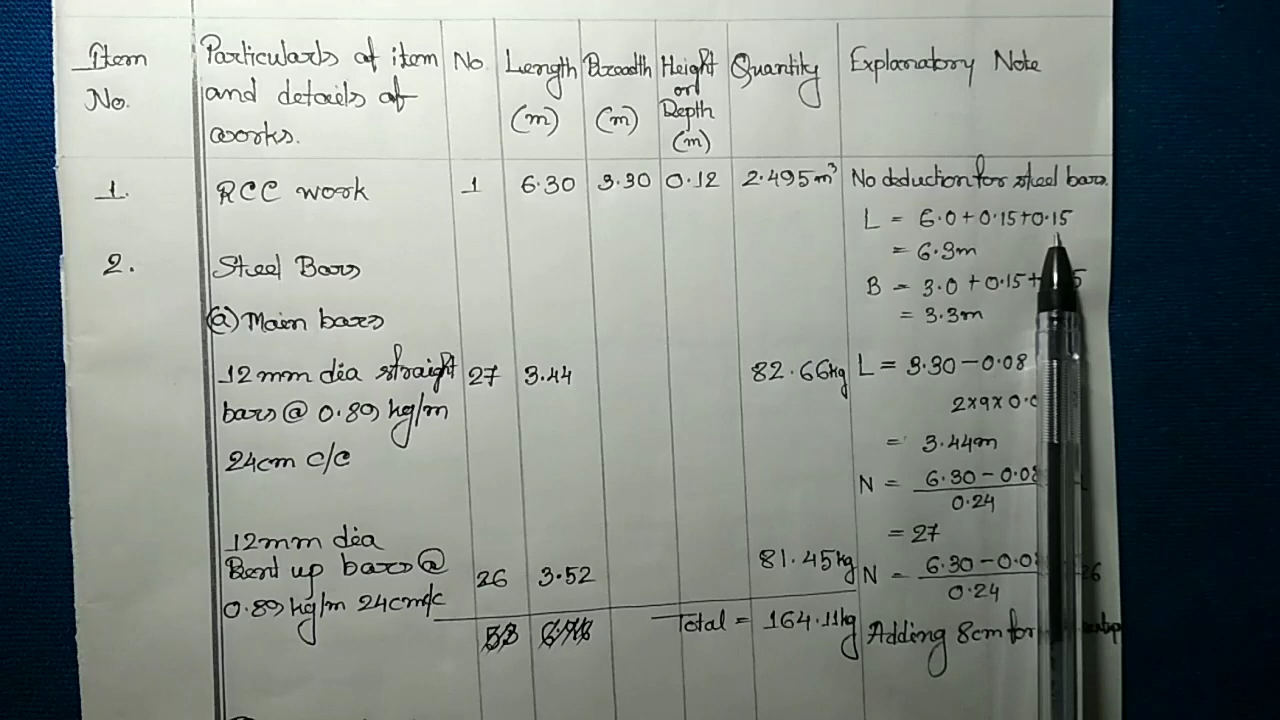 Item No.
Particulars of item and details of works.
No
Length (m)
Breadth (m)
Height or Depth (m)
Quantity
Explanatory Note
1. RCC work 1 6.30 3.30 0.12 2.495m³ No deduction for steel bars.
L = 6.0+0.15+0.15
= 6.3m
2. Steel Bars
B = 3.0+0.15+
= 3.3m
(a) Main bars
12mm dia straight 27 3.44 82.66kg L = 3.30-0.08
bars @ 0.89 kg/m
2x9x0.0
24cm c/c
= 3.44m
N = 6.30-0.08
0.24
= 27
12mm dia
Bent up bars @ 26 3.52 81.45kg N = 6.30-0.0
0.24
0.89 kg/m 24cmc/c
Total = 164.11kg Adding 8cm for